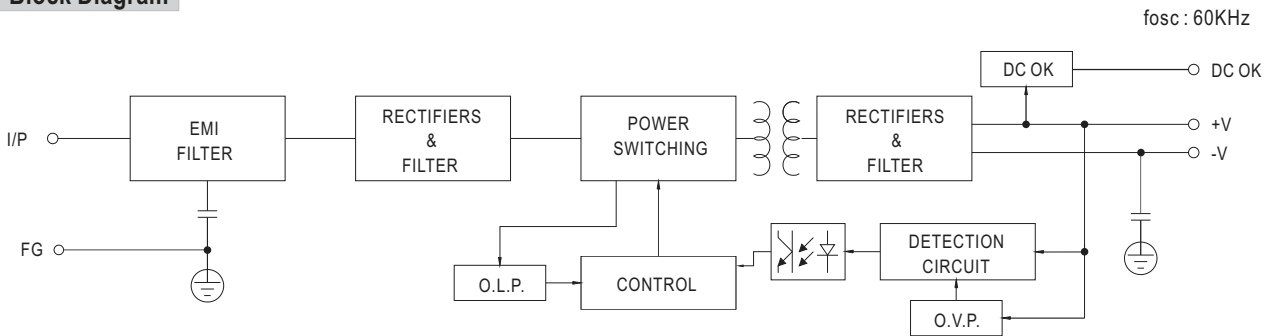 Block Diagram
fosc : 60KHz
DC OK
DC OK
I/P
EMI
FILTER
RECTIFIERS
&
FILTER
POWER
SWITCHING
RECTIFIERS
&
FILTER
+V
-V
FG
O.L.P.
CONTROL
DETECTION
CIRCUIT
O.V.P.